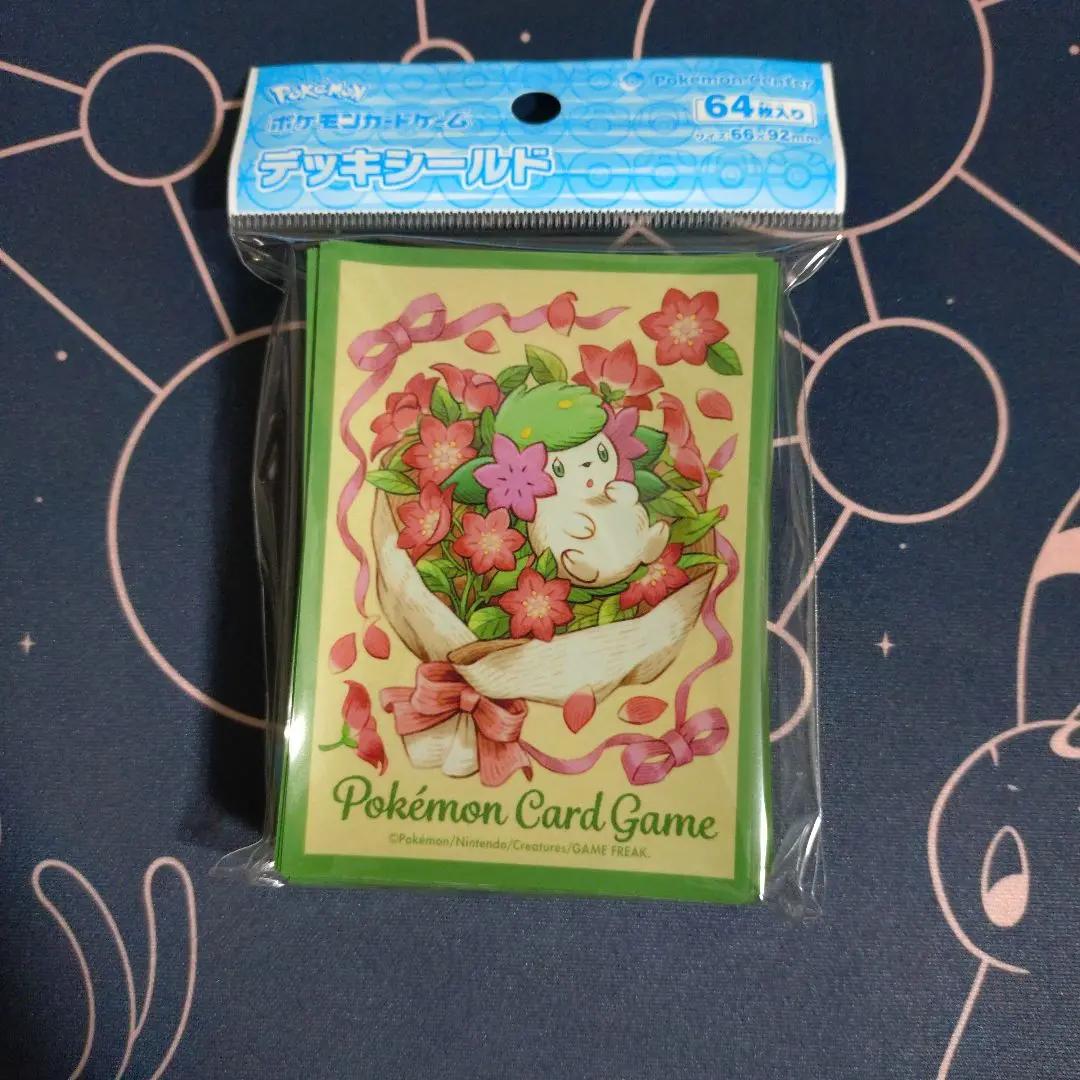 POKÉMON
Pokémon Center
ポケモンカードゲーム
64枚入り
サイズ:56×92mm
デッキシールド
Pokémon Card Game
©Pokémon/Nintendo/Creatures/GAME FREAK.